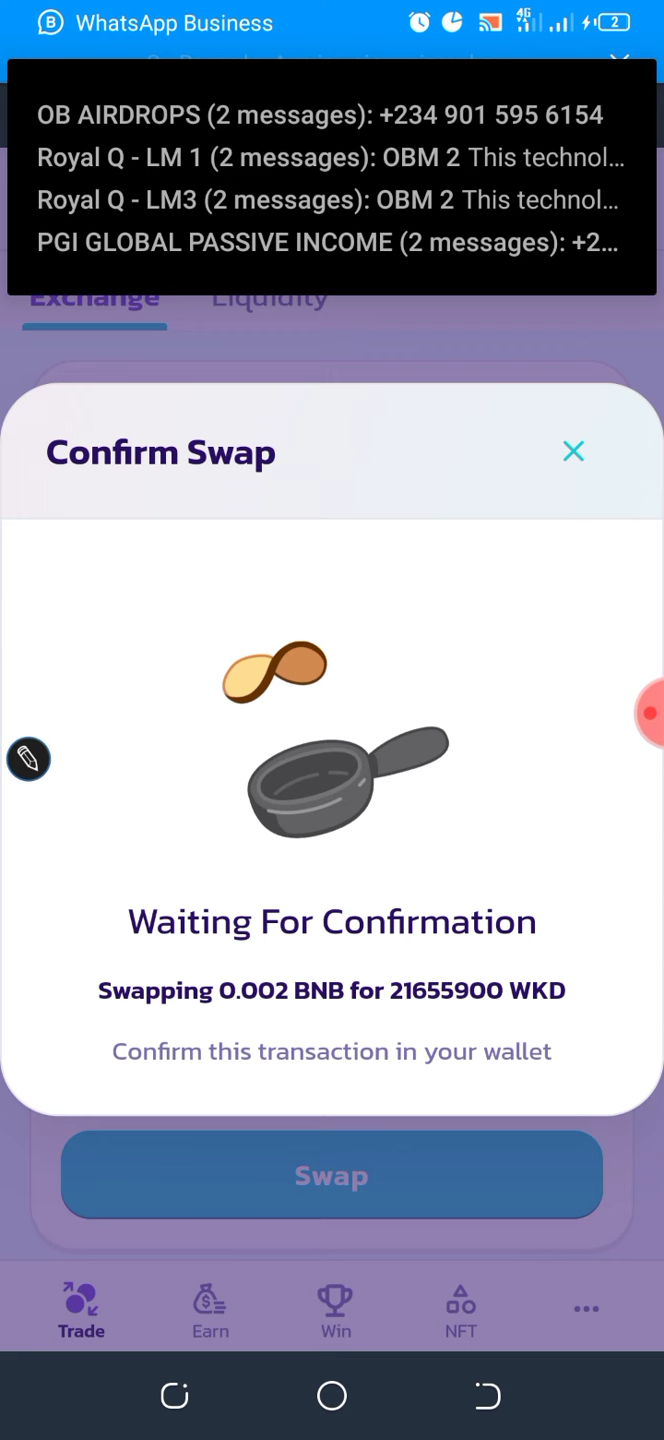 WhatsApp Business
4G
2
OB AIRDROPS (2 messages): +234 901 595 6154
Royal Q - LM 1 (2 messages): OBM 2 This technol...
Royal Q - LM3 (2 messages): OBM 2 This technol...
PGI GLOBAL PASSIVE INCOME (2 messages): +2...
Exchange Liquidity
Confirm Swap
Waiting For Confirmation
Swapping 0.002 BNB for 21655900 WKD
Confirm this transaction in your wallet
Swap
Trade Earn Win NFT